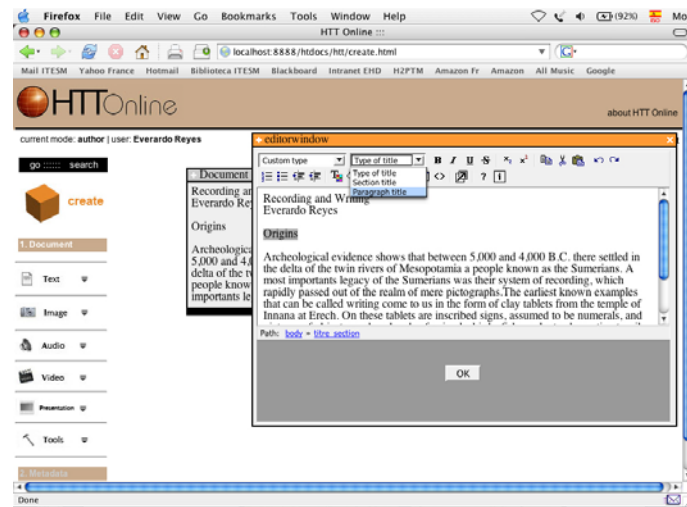 Firefox File Edit View Go Bookmarks Tools Window Help (92%) Mo
HTT Online :::
localhost:8888/htdocs/htt/create.html G
Mail ITESM Yahoo France Hotmail Biblioteca ITESM Blackboard Intranet EHD H2PTM Amazon Fr Amazon All Music Google
HTTOnline
about HTT Online
current mode: author | user: Everardo Reyes
go :::::: search
create
1. Document
Text
Image
Audio
Video
Presentation
Tools
2. Metadata
Document
Recording an
Everardo Rey
Origins
Archeologica
5,000 and 4,0
delta of the tw
people known
importants le
editorwindow
Custom type Type of title B I U S x₂ x²
Type of title
Section title
Paragraph title
Recording and Writing
Everardo Reyes
Origins
Archeological evidence shows that between 5,000 and 4,000 B.C. there settled in
the delta of the twin rivers of Mesopotamia a people known as the Sumerians. A
most importants legacy of the Sumerians was their system of recording, which
rapidly passed out of the realm of mere pictographs.The earliest known examples
that can be called writing come to us in the form of clay tablets from the temple of
Innana at Erech. On these tablets are inscribed signs, assumed to be numerals, and
Path: body » titre_section
OK
Done